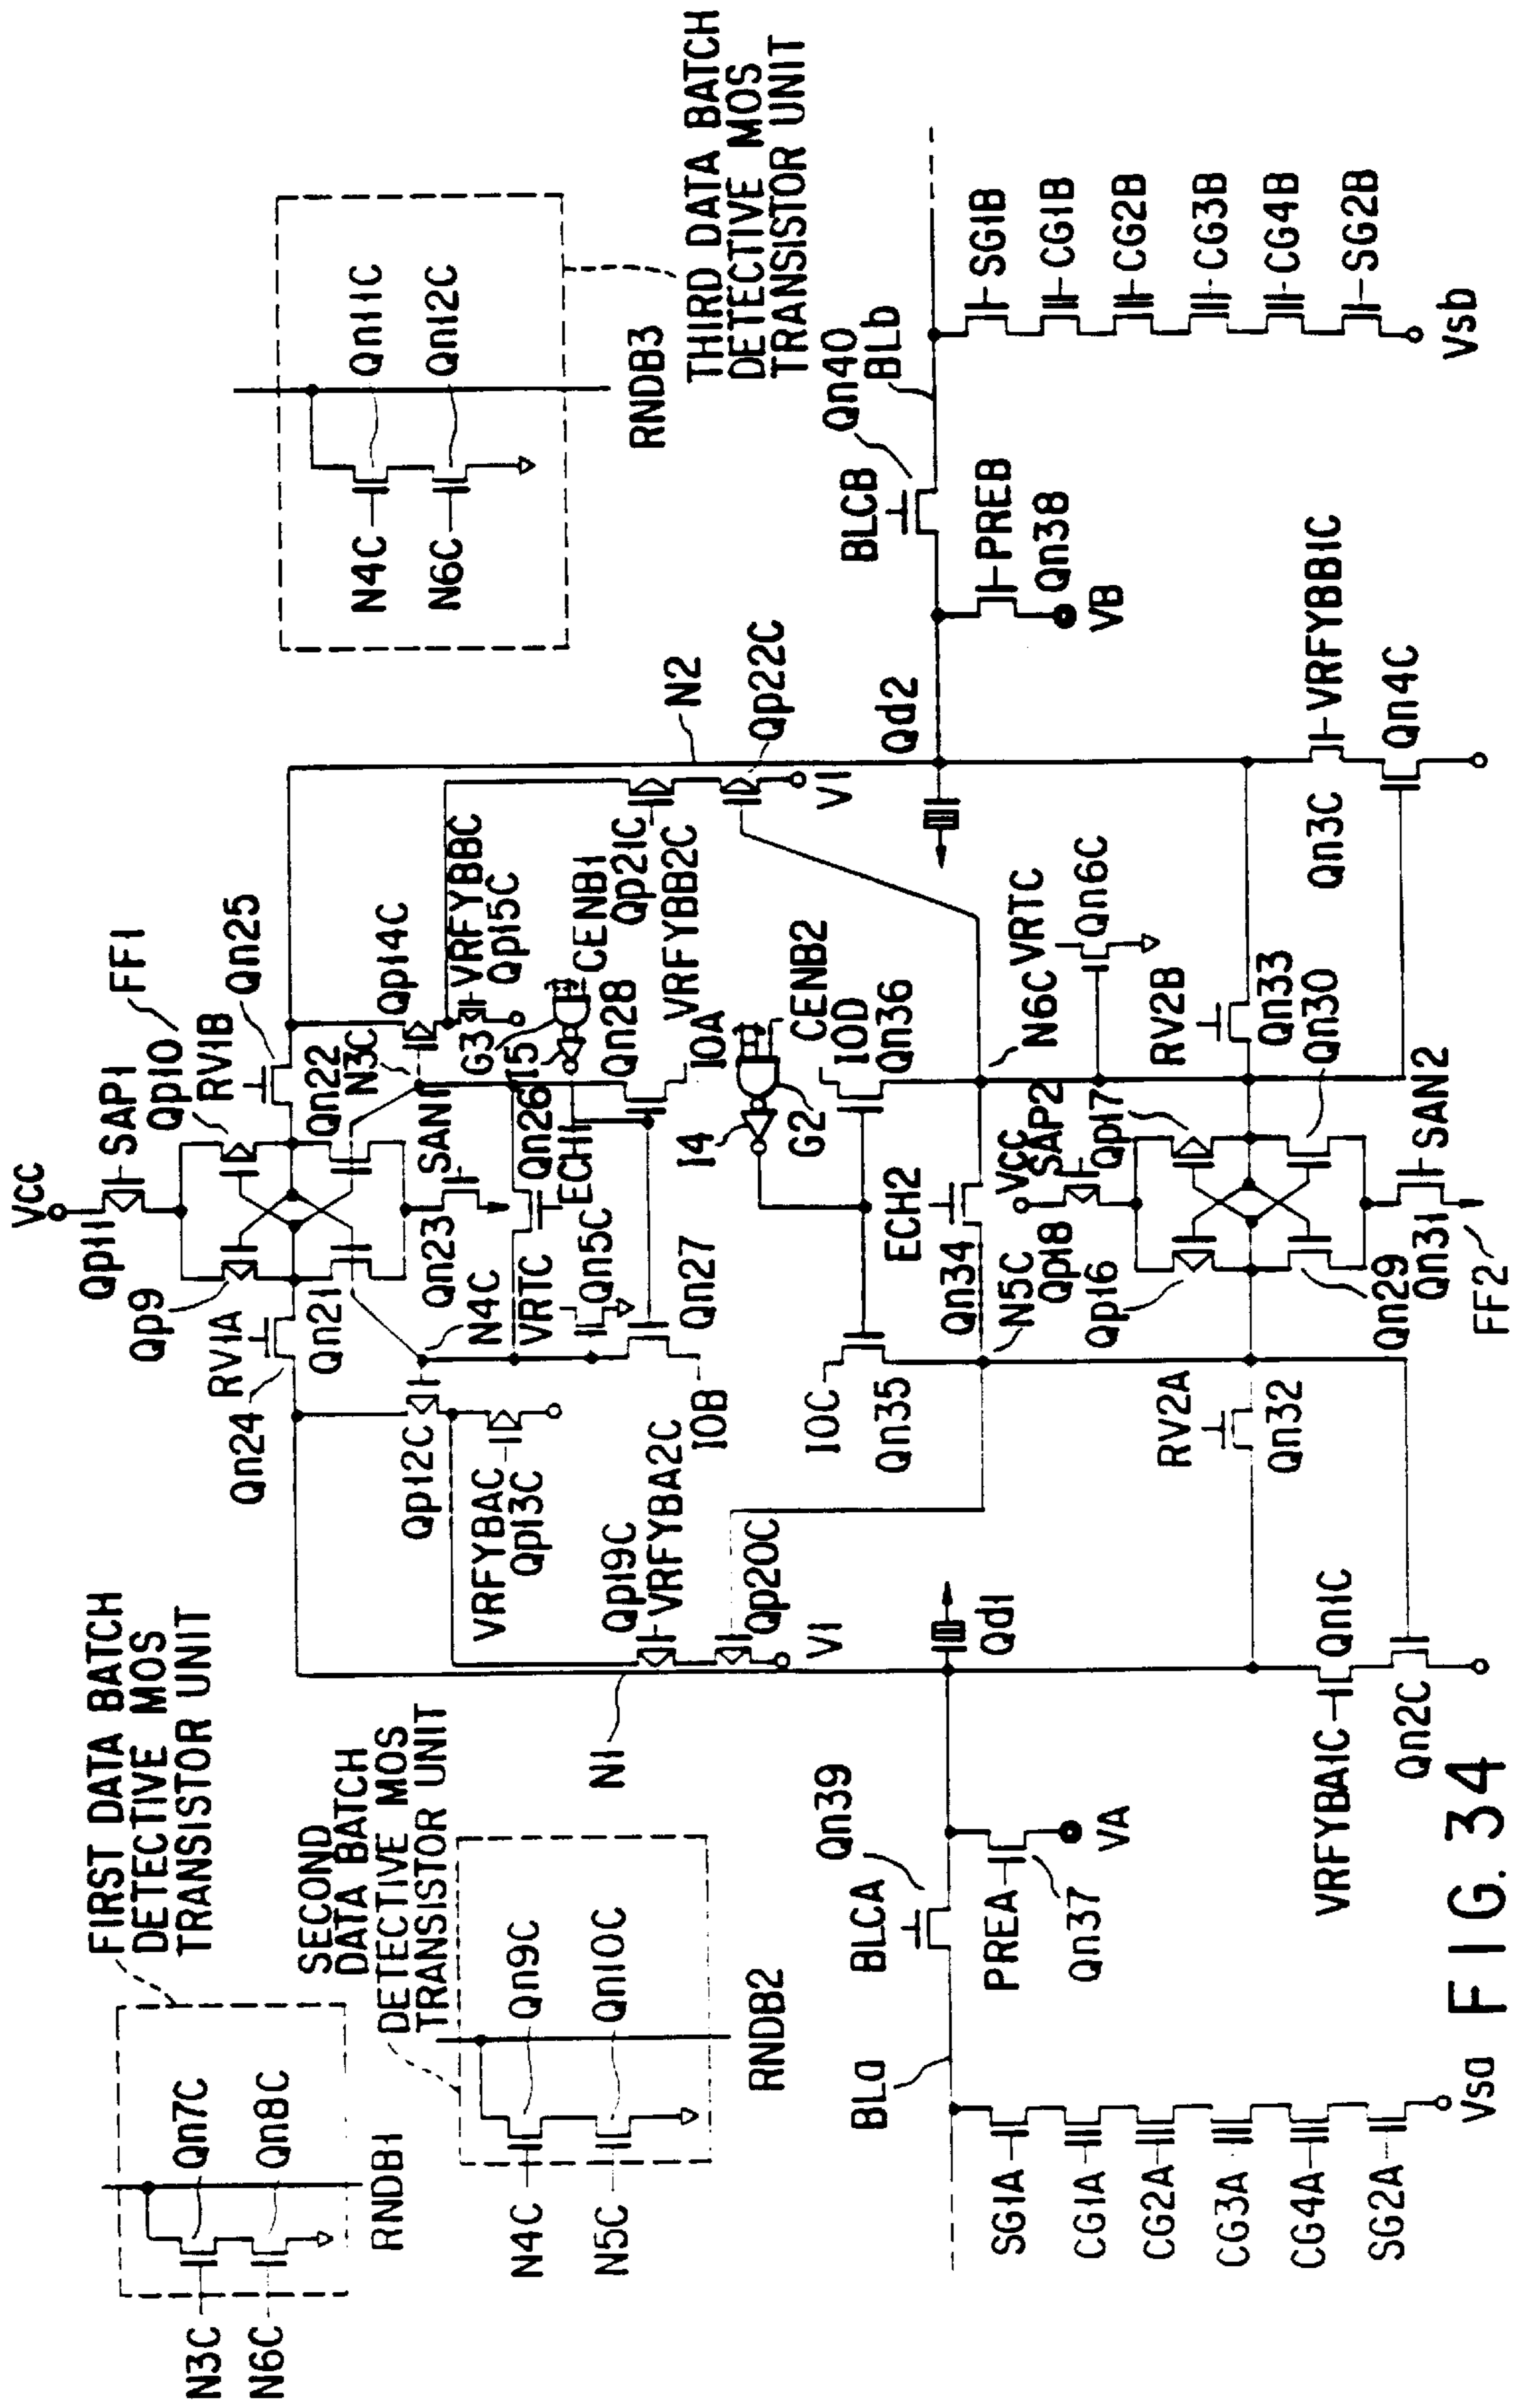 FIRST DATA BATCH
DETECTIVE MOS
TRANSISTOR UNIT
N3C
N6C
Qn7C
Qn8C
RNDB1
SECOND
DATA BATCH
DETECTIVE MOS
TRANSISTOR UNIT
N4C
N5C
Qn9C
Qn10C
RNDB2
THIRD DATA BATCH
DETECTIVE MOS
TRANSISTOR UNIT
N4C
N6C
Qn11C
Qn12C
RNDB3
VCC
Qp11
SAP1
FF1
Qp9
Qp10
RV1A
RV1B
Qn24
Qn25
Qn21
Qn22
N3C
Qn23
SAN1
Qp12C
Qp14C
N4C
VRFYBAC
Qp13C
VRFYBBC
Qp15C
VRTC
Qn5C
Qn26
ECH1
G3
I5
CENB1
Qn27
Qn28
IOB
IOA
Qp19C
VRFYBA2C
Qp20C
V1
Qp21C
VRFYBB2C
Qp22C
V1
N1
N2
I4
G2
CENB2
IOC
IOD
Qn35
Qn36
ECH2
Qn34
N5C
N6C
VRTC
Qn6C
Qd1
Qd2
BLa
BLCA
Qn39
PREA
Qn37
VA
BLCB
Qn40
BLb
PREB
Qn38
VB
SG1A
CG1A
CG2A
CG3A
CG4A
SG2A
Vsa
SG1B
CG1B
CG2B
CG3B
CG4B
SG2B
Vsb
RV2A
Qn32
RV2B
Qn33
VCC
SAP2
Qp18
Qp17
Qp16
Qn30
Qn29
Qn31
SAN2
FF2
VRFYBA1C
Qn1C
Qn2C
VRFYBB1C
Qn3C
Qn4C
FIG. 34